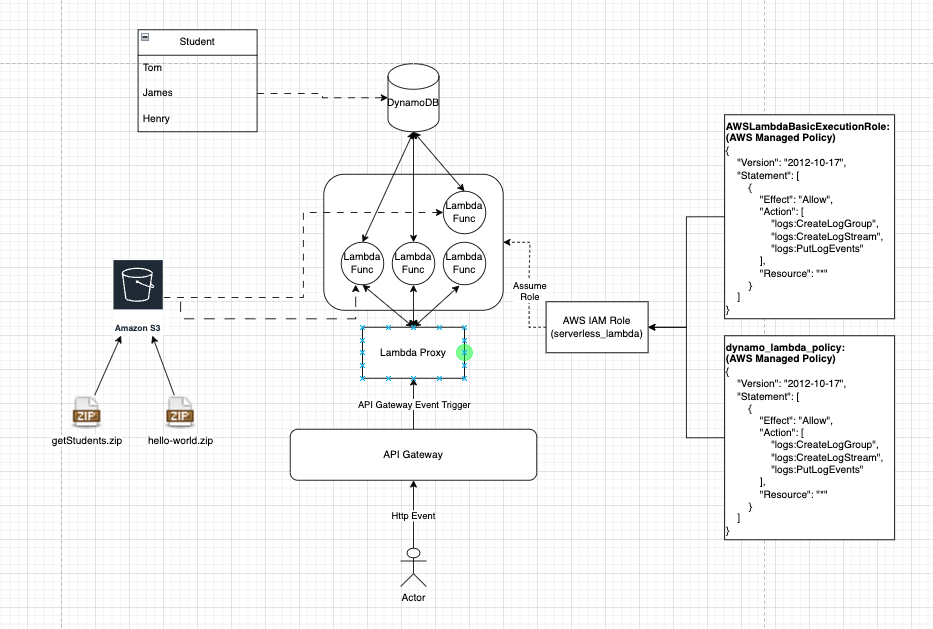 Student
Tom
James
Henry
DynamoDB
Lambda
Func
Lambda
Func
Lambda
Func
Lambda
Func
Amazon S3
ZIP
ZIP
getStudents.zip
hello-world.zip
Lambda Proxy
API Gateway Event Trigger
API Gateway
Http Event
Actor
Assume
Role
AWS IAM Role
(serverless_lambda)
AWSLambdaBasicExecutionRole:
(AWS Managed Policy)
{
"Version": "2012-10-17",
"Statement": [
{
"Effect": "Allow",
"Action": [
"logs:CreateLogGroup",
"logs:CreateLogStream",
"logs:PutLogEvents"
],
"Resource": "*"
}
]
}
dynamo_lambda_policy:
(AWS Managed Policy)
{
"Version": "2012-10-17",
"Statement": [
{
"Effect": "Allow",
"Action": [
"logs:CreateLogGroup",
"logs:CreateLogStream",
"logs:PutLogEvents"
],
"Resource": "*"
}
]
}